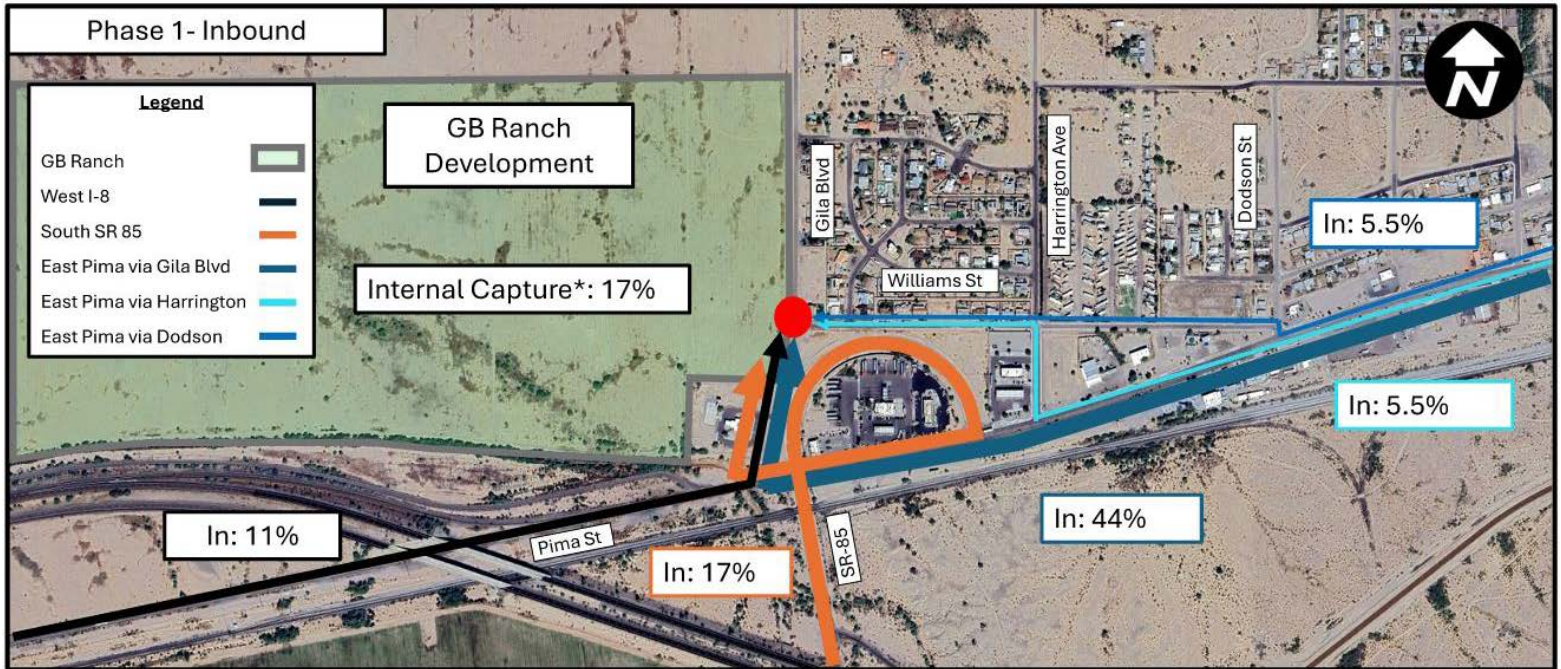 Phase 1- Inbound
Legend
GB Ranch
West I-8
South SR 85
East Pima via Gila Blvd
East Pima via Harrington
East Pima via Dodson
GB Ranch
Development
Internal Capture*: 17%
Gila Blvd
Harrington Ave
Dodson St
N
In: 5.5%
Williams St
In: 5.5%
In: 44%
In: 11%
Pima St
In: 17%
SR-85